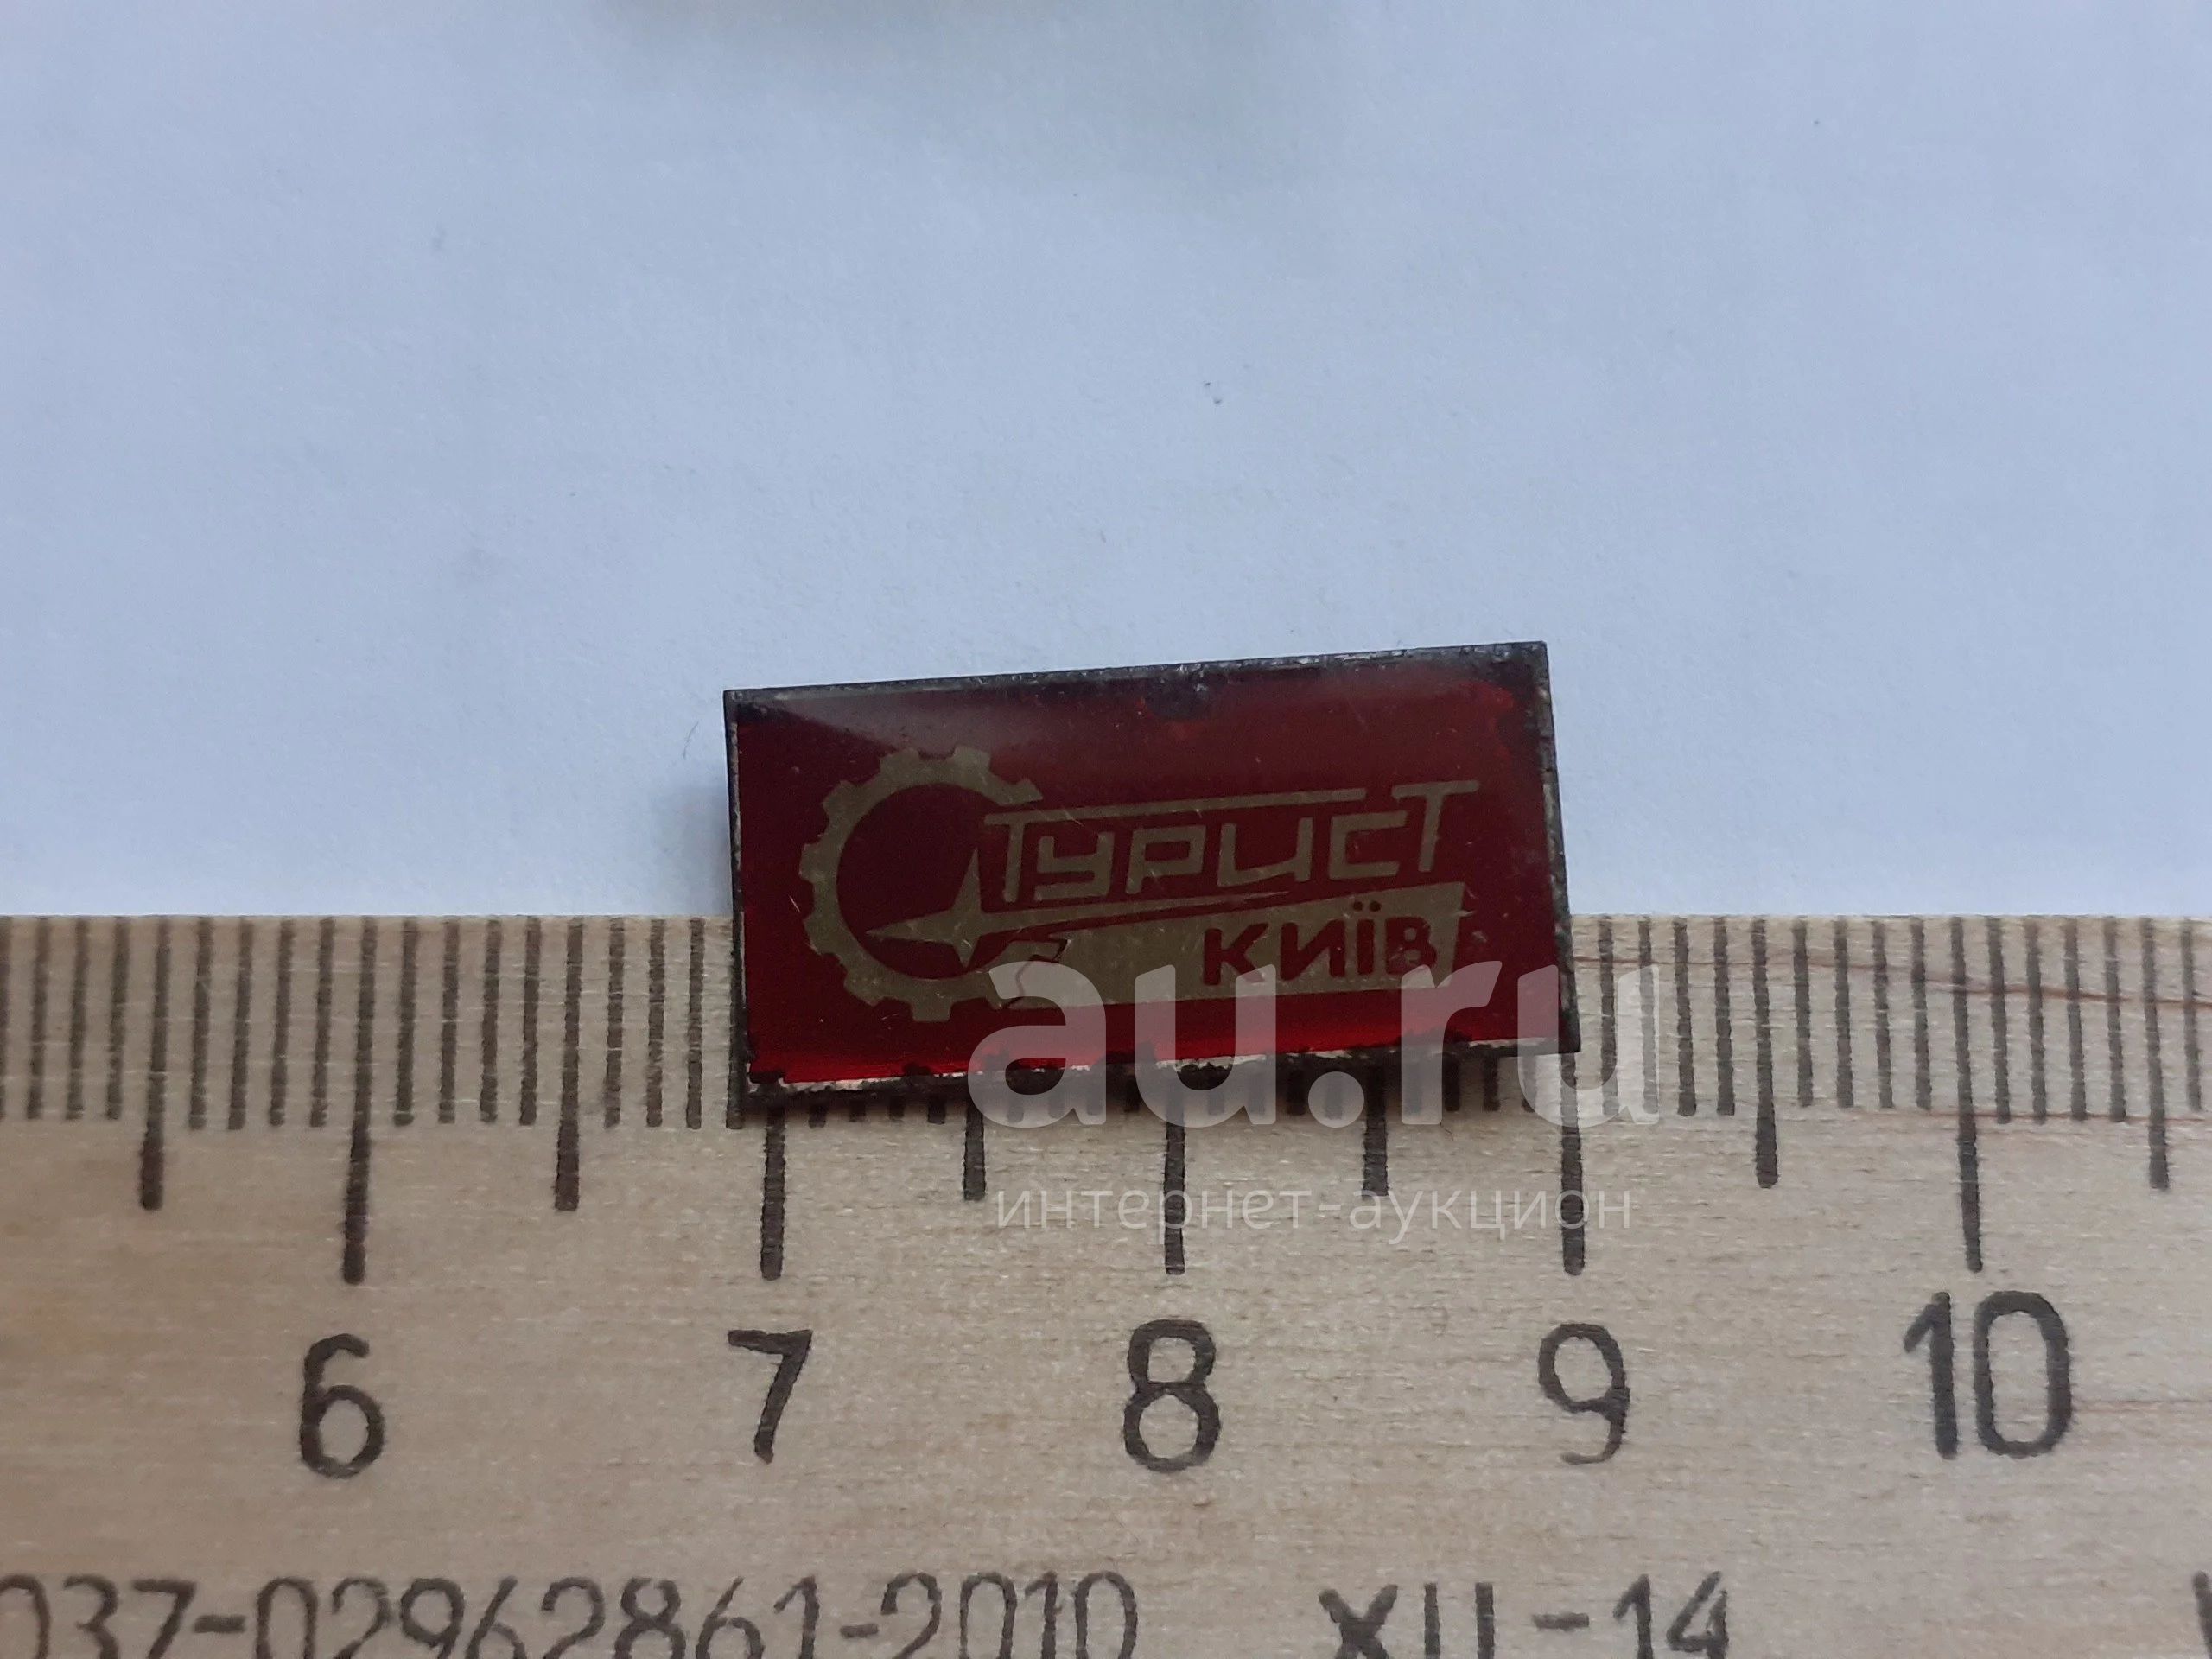 ТУРИСТ
КИЇВ
au.ru
интернет-аукцион
6 7 8 9 10
037-02962861-2010 XII-14